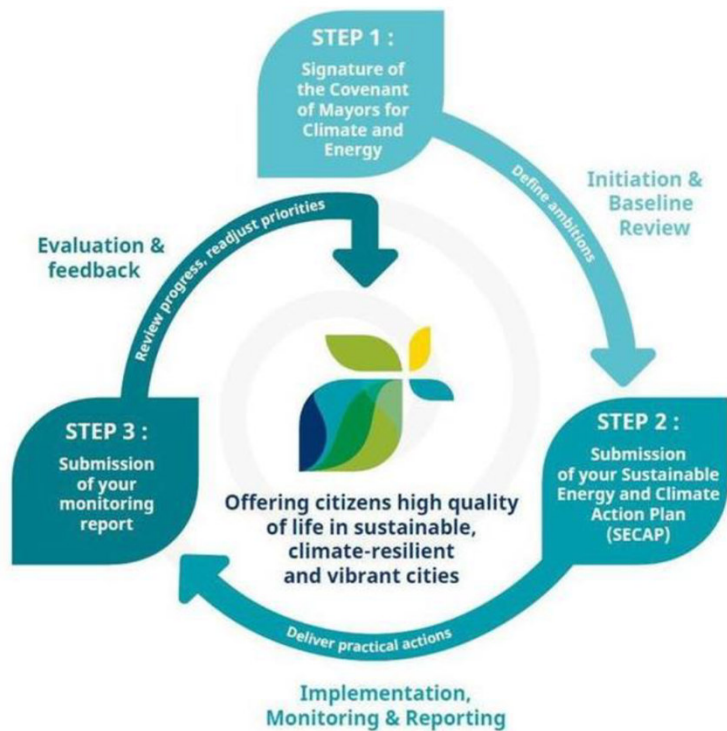 STEP 1 :
Signature of
the Covenant
of Mayors for
Climate and
Energy
Define ambitions
Initiation &
Baseline
Review
STEP 2 :
Submission
of your Sustainable
Energy and Climate
Action Plan
(SECAP)
Deliver practical actions
Implementation,
Monitoring & Reporting
STEP 3 :
Submission
of your
monitoring
report
Review progress, readjust priorities
Evaluation &
feedback
Offering citizens high quality
of life in sustainable,
climate-resilient
and vibrant cities